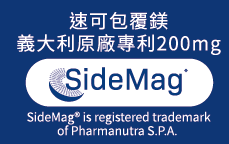 速可包覆鎂
義大利原廠專利200mg
SideMag®
SideMag® is registered trademark
of Pharmanutra S.P.A.